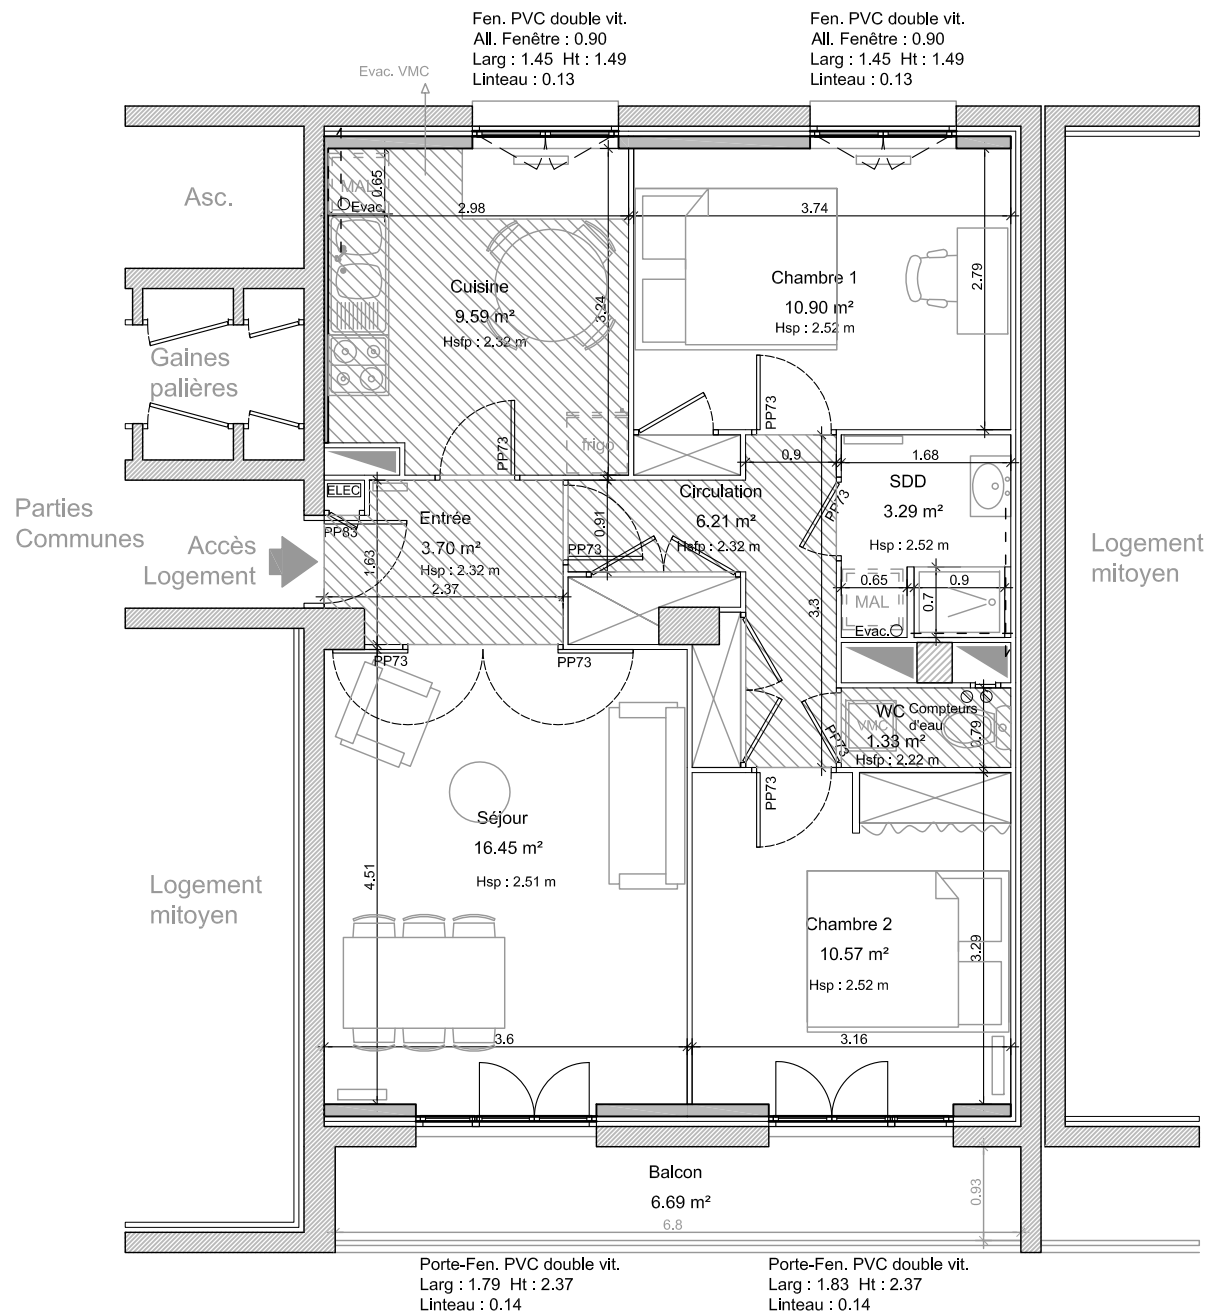 Fen. PVC double vit.
All. Fenêtre : 0.90
Larg : 1.45 Ht : 1.49
Linteau : 0.13
Fen. PVC double vit.
All. Fenêtre : 0.90
Larg : 1.45 Ht : 1.49
Linteau : 0.13
Evac. VMC
Asc.
MAL
0.65
Evac.
2.98
3.74
Cuisine
9.59 m²
Hsfp : 2.32 m
3.24
Chambre 1
10.90 m²
Hsp : 2.52 m
2.79
Gaines
palières
PP73
frigo
PP73
0.9
1.68
ELEC
PP83
Entrée
3.70 m²
Hsp : 2.32 m
1.63
2.37
0.91
PP73
Circulation
6.21 m²
Hsfp : 2.32 m
PP73
SDD
3.29 m²
Hsp : 2.52 m
Parties
Communes
Accès
Logement
Logement
mitoyen
0.65
0.9
MAL
0.7
Evac.
3.3
PP73
PP73
WC
Compteurs
d'eau
VMC
1.33 m²
Hsfp : 2.22 m
0.79
PP73
PP73
Séjour
16.45 m²
Hsp : 2.51 m
4.51
Logement
mitoyen
Chambre 2
10.57 m²
Hsp : 2.52 m
3.29
3.6
3.16
Balcon
6.69 m²
0.93
6.8
Porte-Fen. PVC double vit.
Larg : 1.79 Ht : 2.37
Linteau : 0.14
Porte-Fen. PVC double vit.
Larg : 1.83 Ht : 2.37
Linteau : 0.14